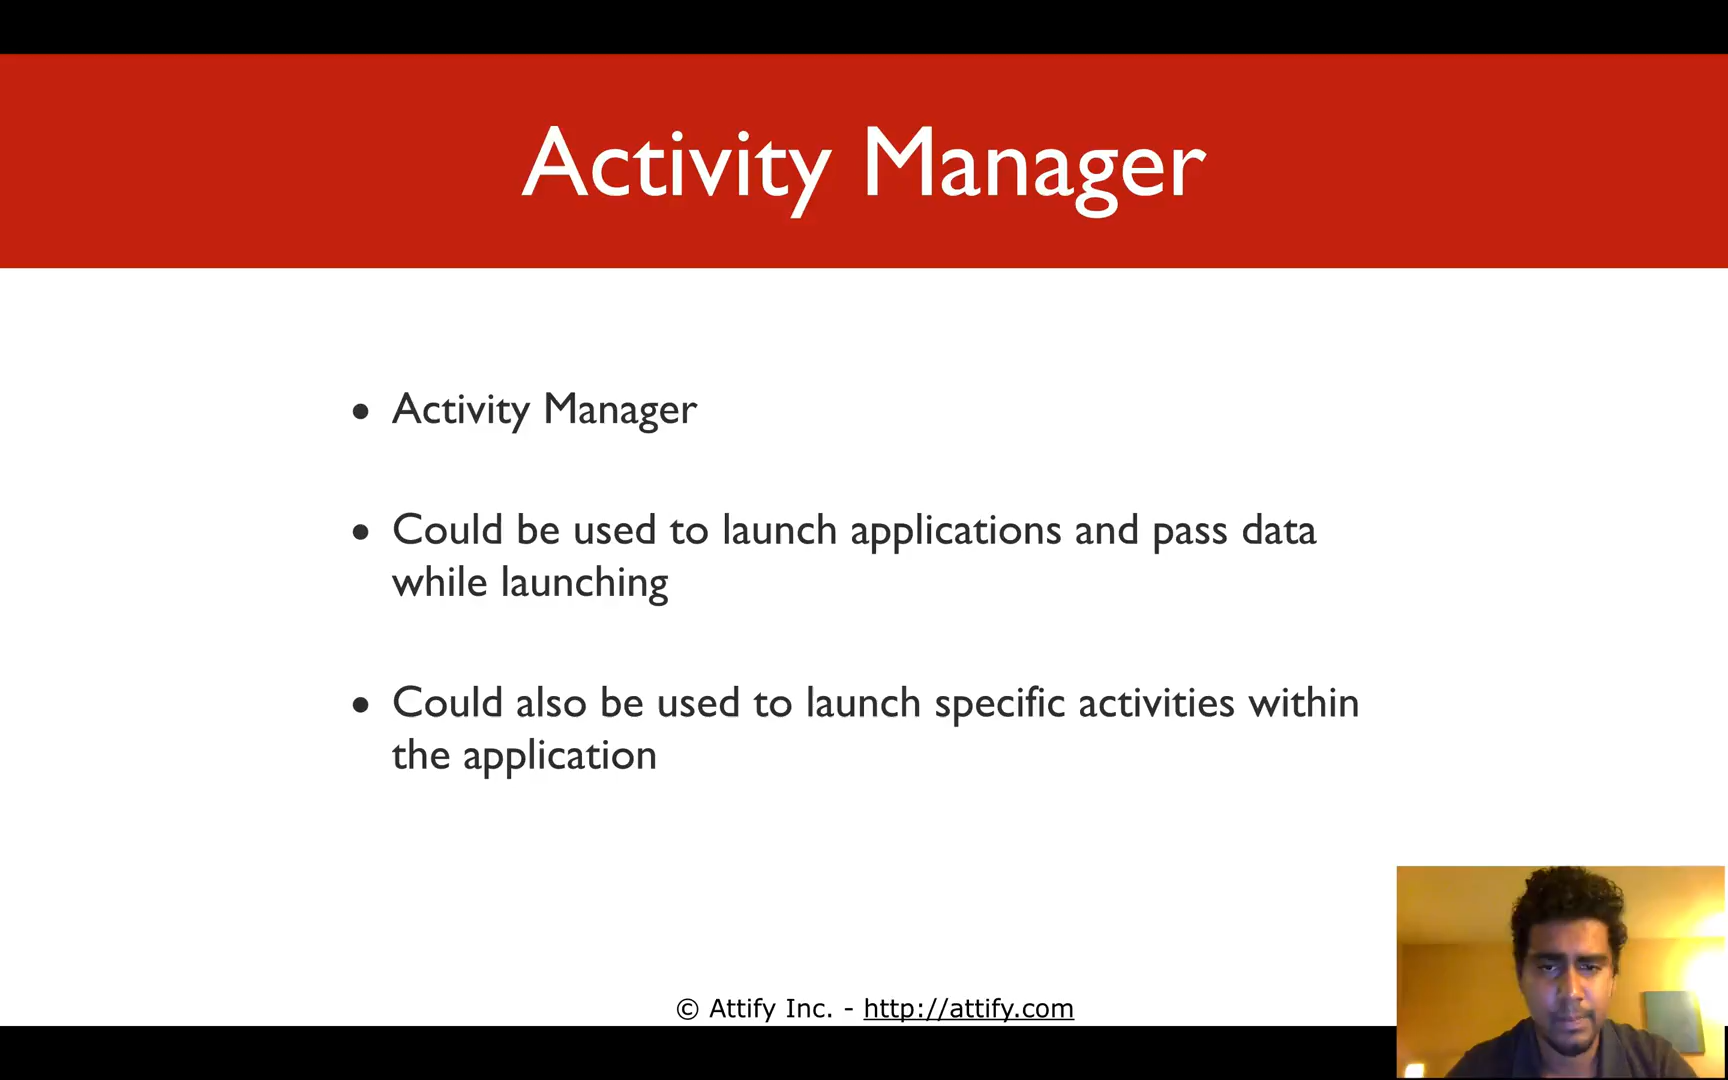 Activity Manager
• Activity Manager
• Could be used to launch applications and pass data
while launching
• Could also be used to launch specific activities within
the application
© Attify Inc. - http://attify.com